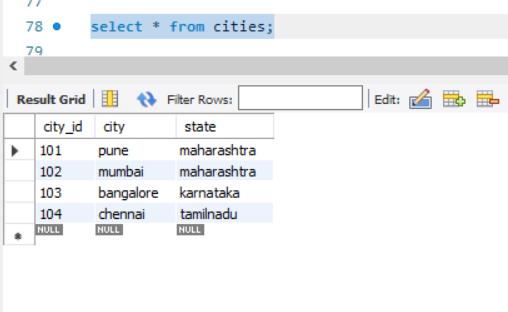 77
78 select * from cities;
79
Result Grid Filter Rows: Edit:
city_id city state
101 pune maharashtra
102 mumbai maharashtra
103 bangalore karnataka
104 chennai tamilnadu
NULL NULL NULL